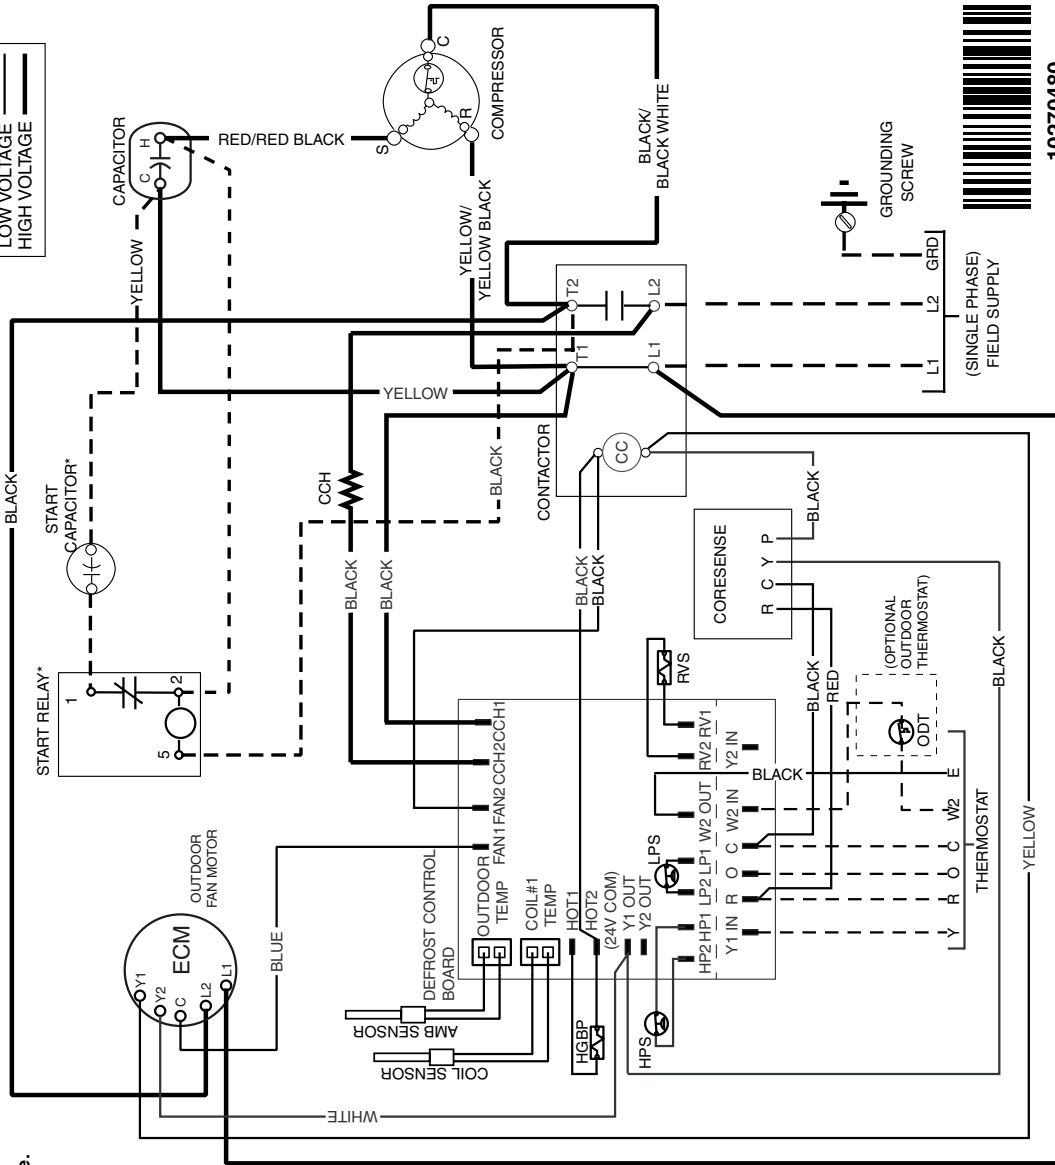 LOW VOLTAGE
HIGH VOLTAGE
CAPACITOR
C
H
RED/RED BLACK
S
C
R
COMPRESSOR
BLACK/
BLACK WHITE
YELLOW
YELLOW/
YELLOW BLACK
GROUNDING
SCREW
GRD
L2
L1
(SINGLE PHASE)
FIELD SUPPLY
BLACK
START
CAPACITOR*
YELLOW
CCH
BLACK
T2
L2
T1
L1
CONTACTOR
CC
START RELAY*
1
2
5
BLACK
BLACK
BLACK
BLACK
BLACK
CORESENSE
R
C
Y
P
BLACK
RED
BLACK
(OPTIONAL
OUTDOOR
THERMOSTAT)
ODT
RVS
OUTDOOR
FAN MOTOR
ECM
Y1
Y2
C
L2
L1
BLUE
DEFROST CONTROL
BOARD
FAN1
FAN2
CCH2
CCH1
OUTDOOR
TEMP
COIL#1
TEMP
HOT1
HOT2
(24V COM)
Y1 OUT
Y2 OUT
HP2
HP1
LP2
LP1
W2 OUT
RV2
RV1
Y1 IN
R
O
C
W2 IN
Y2 IN
LPS
HPS
HGBP
AMB SENSOR
COIL SENSOR
WHITE
BLACK
Y
R
O
C
W2
E
THERMOSTAT
YELLOW
10270480
e.